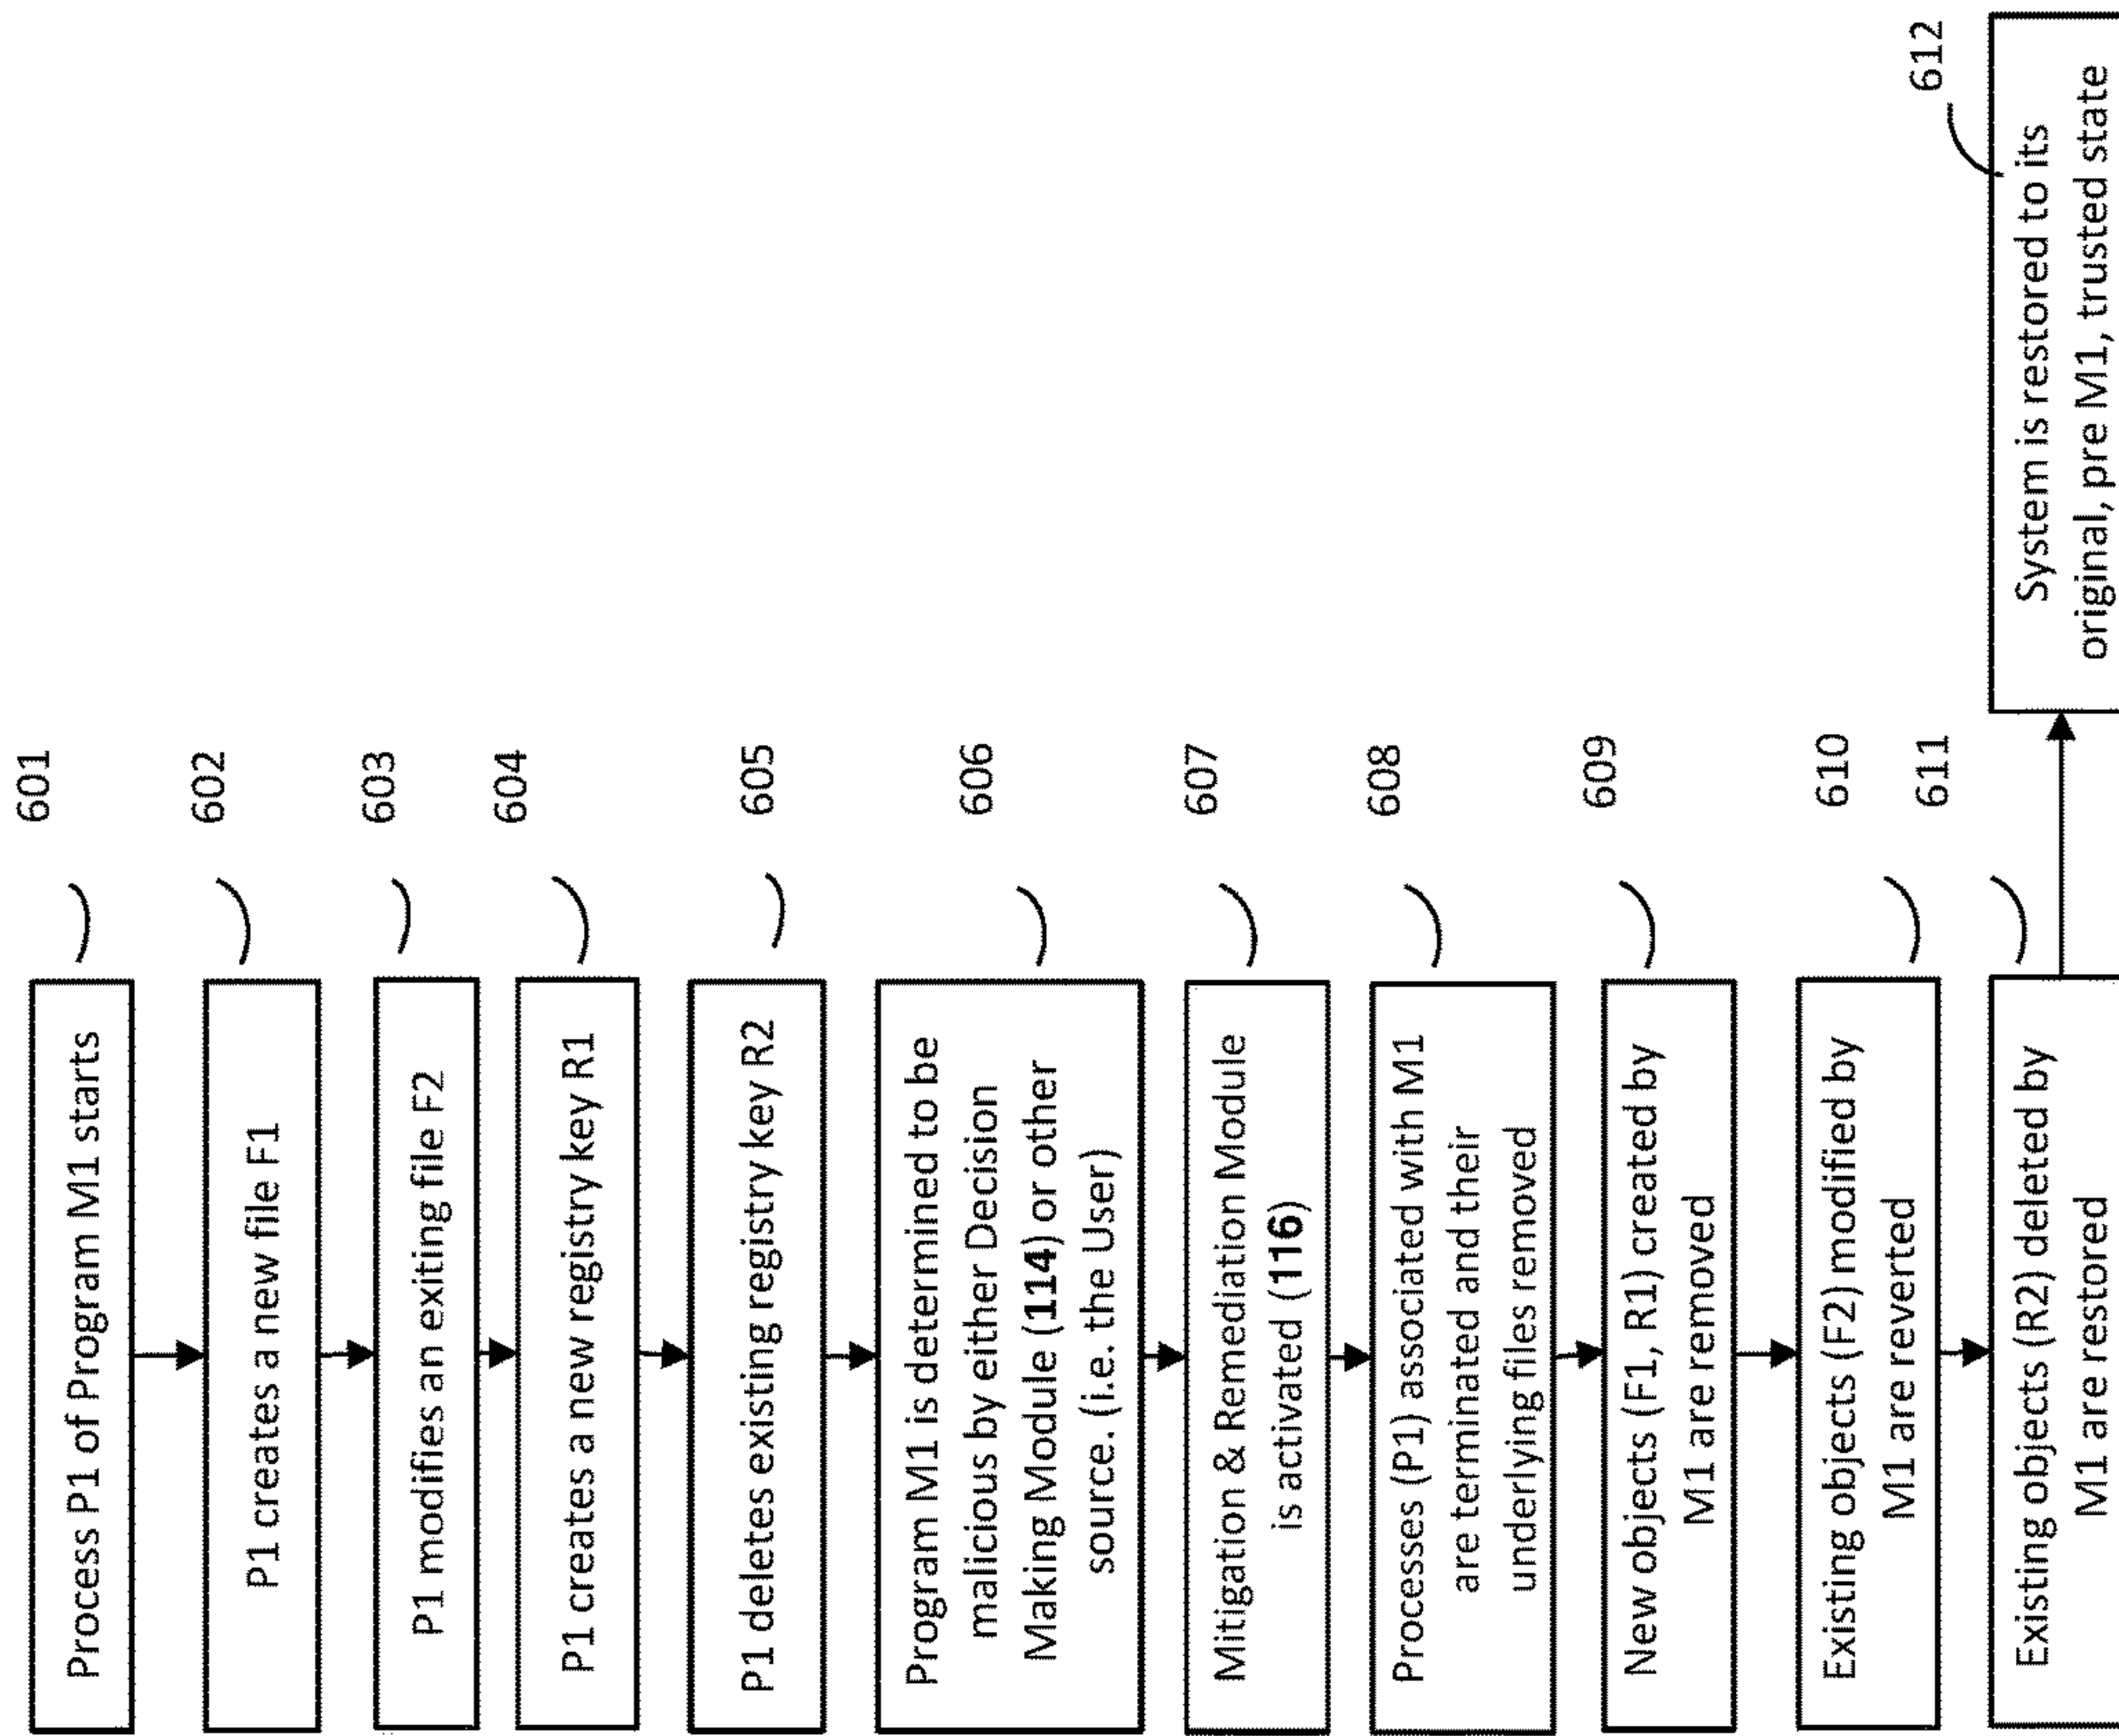 601
Process P1 of Program M1 starts
602
P1 creates a new file F1
603
P1 modifies an exiting file F2
604
P1 creates a new registry key R1
605
P1 deletes existing registry key R2
606
Program M1 is determined to be
malicious by either Decision
Making Module (114) or other
source. (i.e. the User)
607
Mitigation & Remediation Module
is activated (116)
608
Processes (P1) associated with M1
are terminated and their
underlying files removed
609
New objects (F1, R1) created by
M1 are removed
610
Existing objects (F2) modified by
M1 are reverted
611
Existing objects (R2) deleted by
M1 are restored
612
System is restored to its
original, pre M1, trusted state